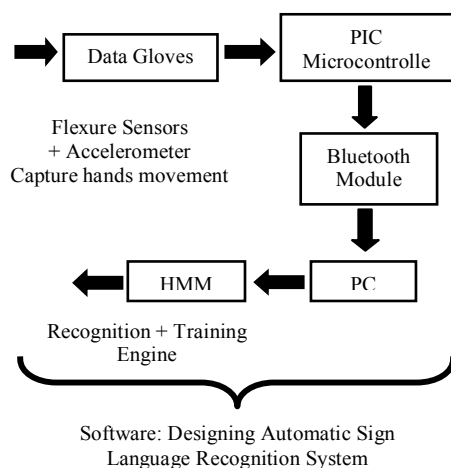 Data Gloves
PIC
Microcontrolle
Flexure Sensors
+ Accelerometer
Capture hands movement
Bluetooth
Module
HMM
PC
Recognition + Training
Engine
Software: Designing Automatic Sign
Language Recognition System